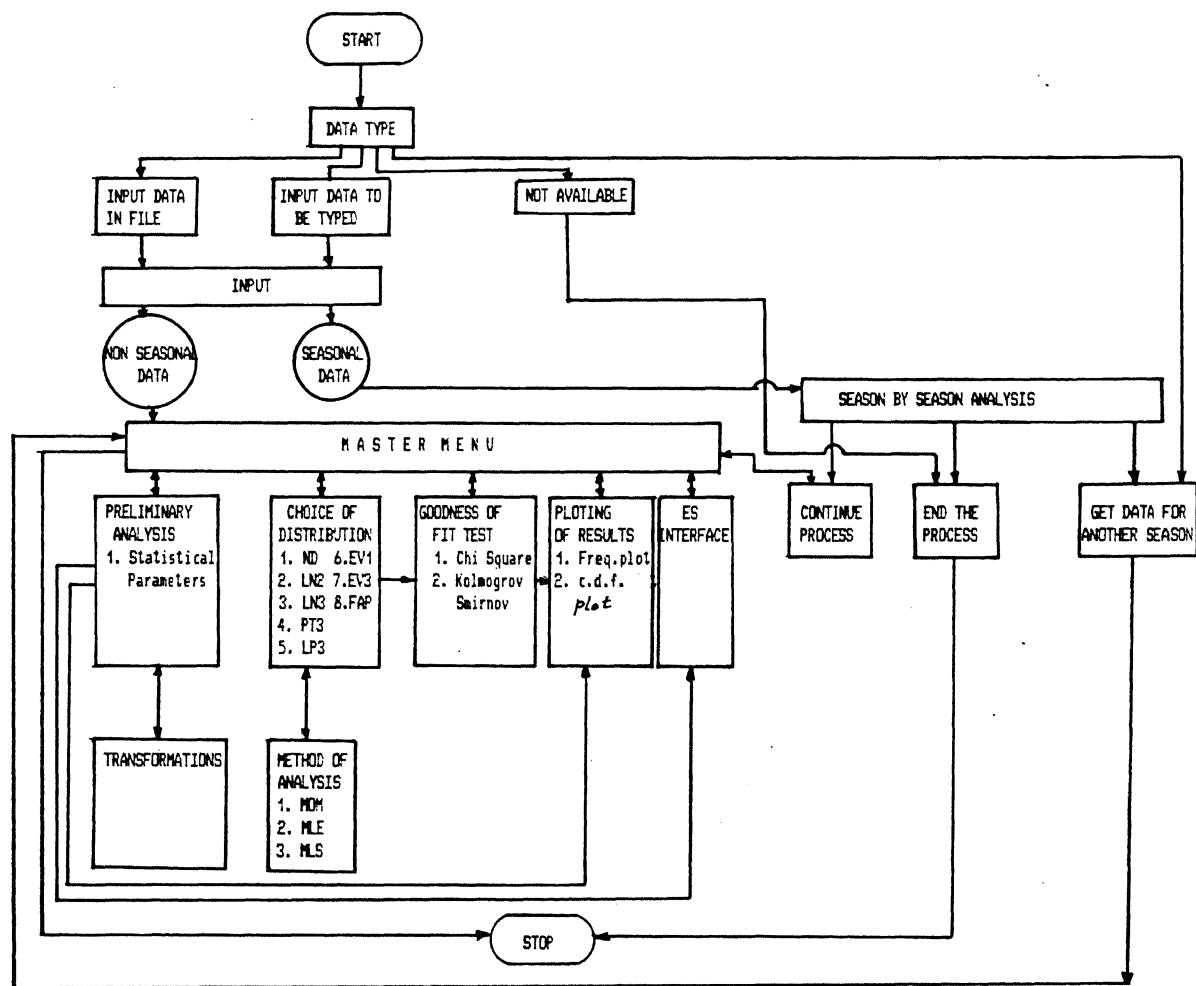 START
DATA TYPE
INPUT DATA
IN FILE
INPUT DATA TO
BE TYPED
NOT AVAILABLE
INPUT
NON SEASONAL
DATA
SEASONAL
DATA
SEASON BY SEASON ANALYSIS
MASTER MENU
PRELIMINARY
ANALYSIS
1. Statistical
Parameters
CHOICE OF
DISTRIBUTION
1. ND 6.EV1
2. LN2 7.EV3
3. LN3 8.FAP
4. PT3
5. LP3
GOODNESS OF
FIT TEST
1. Chi Square
2. Kolmogrov
Smirnov
PLOTING
OF RESULTS
1. Freq.plot
2. c.d.f.
plot
ES
INTERFACE
CONTINUE
PROCESS
END THE
PROCESS
GET DATA FOR
ANOTHER SEASON
TRANSFORMATIONS
METHOD OF
ANALYSIS
1. MOM
2. MLE
3. MLS
STOP